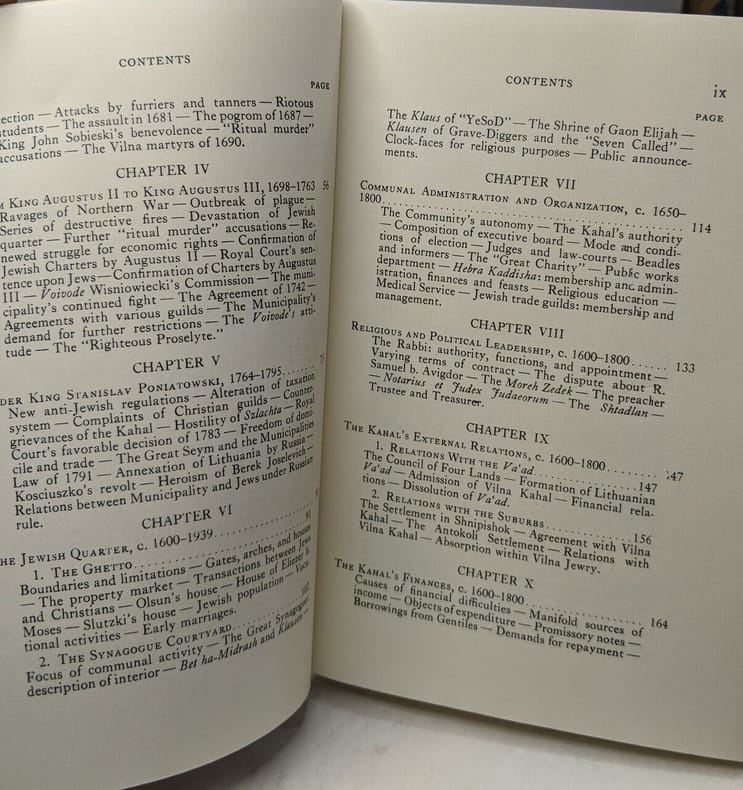 CONTENTS
PAGE
ection — Attacks by furriers and tanners — Riotous
students — The assault in 1681 — The pogrom of 1687 —
King John Sobieski's benevolence — "Ritual murder"
accusations — The Vilna martyrs of 1690.
CHAPTER IV
M KING AUGUSTUS II TO KING AUGUSTUS III, 1698–1763 56
Ravages of Northern War — Outbreak of plague —
Series of destructive fires — Devastation of Jewish
quarter — Further "ritual murder" accusations — Re-
newed struggle for economic rights — Confirmation of
Jewish Charters by Augustus II — Royal Court's sen-
tence upon Jews — Confirmation of Charters by Augustus
III — Voivode Wisniowiecki's Commission — The muni-
cipality's continued fight — The Agreement of 1742 —
Agreements with various guilds — The Municipality's
demand for further restrictions — The Voivode's atti-
tude — The "Righteous Proselyte."
CHAPTER V
DER KING STANISLAV PONIATOWSKI, 1764–1795........
New anti-Jewish regulations — Alteration of taxation
system — Complaints of Christian guilds — Counter-
grievances of the Kahal — Hostility of Szlachta — Royal
Court's favorable decision of 1783 — Freedom of domi-
cile and trade — The Great Seym and the Municipalities
Law of 1791 — Annexation of Lithuania by Russia —
Kosciuszko's revolt — Heroism of Berek Joselevich —
Relations between Municipality and Jews under Russian
rule.
CHAPTER VI
HE JEWISH QUARTER, c. 1600–1939
1. THE GHETTO
Boundaries and limitations — Gates, arches, and houses
— The property market — Transactions between Jews
and Christians — Olsun's house — House of Eliezer b.
Moses — Slutzki's house — Jewish population — Voca-
tional activities — Early marriages.
2. THE SYNAGOGUE COURTYARD 102
Focus of communal activity — The Great Synagogue:
description of interior — Bet ha-Midrash and Klausen —
CONTENTS ix
PAGE
The Klaus of "YeSoD" — The Shrine of Gaon Elijah —
Klausen of Grave-Diggers and the "Seven Called" —
Clock-faces for religious purposes — Public announce-
ments.
CHAPTER VII
COMMUNAL ADMINISTRATION AND ORGANIZATION, c. 1650–
1800 114
The Community's autonomy — The Kahal's authority
— Composition of executive board — Mode and condi-
tions of election — Judges and law-courts — Beadles
and informers — The "Great Charity" — Public works
department — Hebra Kaddisha: membership and admin-
istration, finances and feasts — Religious education —
Medical Service — Jewish trade guilds: membership and
management.
CHAPTER VIII
RELIGIOUS AND POLITICAL LEADERSHIP, c. 1600–1800...... 133
The Rabbi: authority, functions, and appointment —
Varying terms of contract — The dispute about R.
Samuel b. Avigdor — The Moreh Zedek — The preacher
— Notarius et Judex Judaeorum — The Shtadlan —
Trustee and Treasurer.
CHAPTER IX
THE KAHAL'S EXTERNAL RELATIONS, c. 1600–1800........ 147
1. RELATIONS WITH THE Va'ad 147
The Council of Four Lands — Formation of Lithuanian
Va'ad — Admission of Vilna Kahal — Financial rela-
tions — Dissolution of Va'ad.
2. RELATIONS WITH THE SUBURBS 156
The Settlement in Shnipishok — Agreement with Vilna
Kahal — The Antokoli Settlement — Relations with
Vilna Kahal — Absorption within Vilna Jewry.
CHAPTER X
THE KAHAL'S FINANCES, c. 1600–1800 164
Causes of financial difficulties — Manifold sources of
income — Objects of expenditure — Promissory notes —
Borrowings from Gentiles — Demands for repayment —